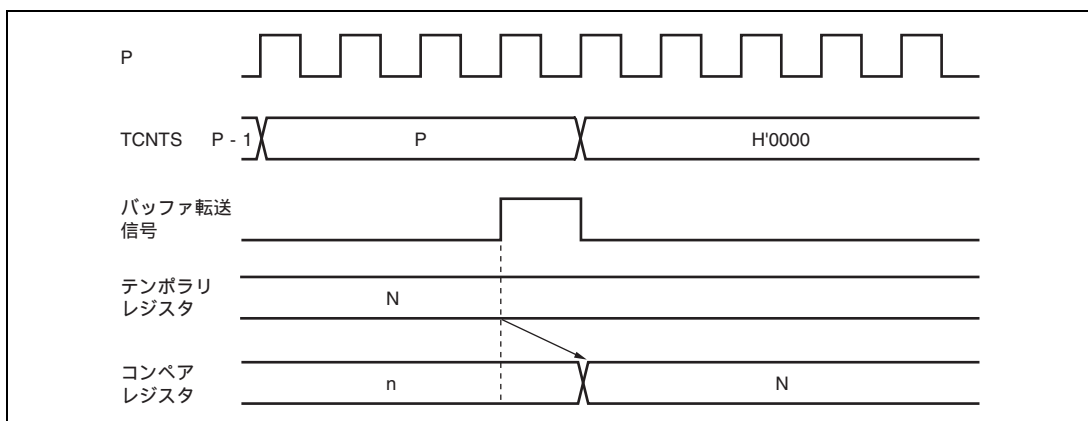 P
TCNTS P - 1 P H'0000
バッファ転送
信号
テンポラリ
レジスタ
N
コンペア
レジスタ
n N